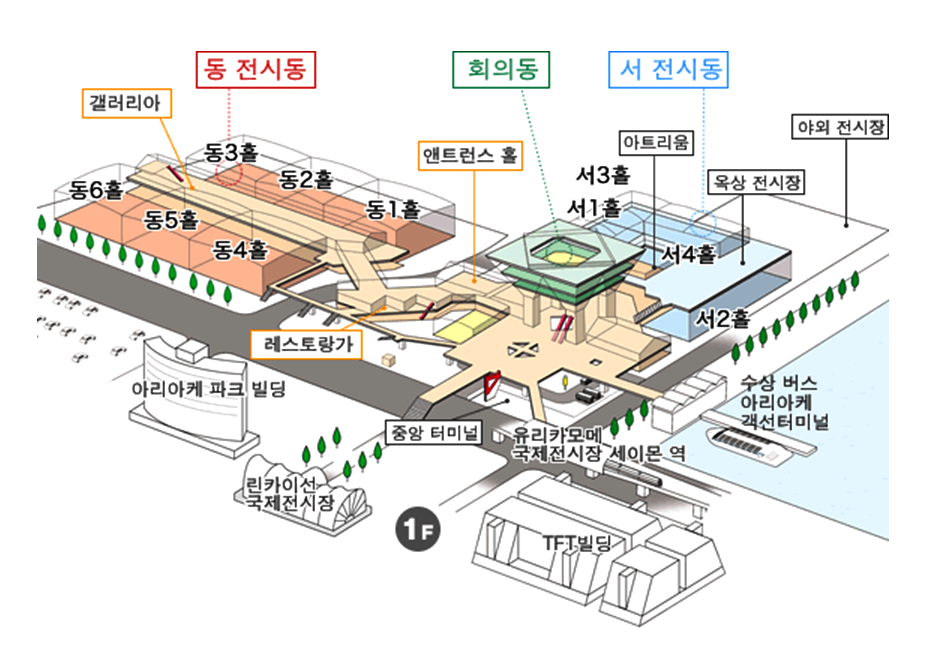 동 전시동
회의동
서 전시동
갤러리아
야외 전시장
동3홀
앤트런스 홀
아트리움
동6홀
동2홀
서3홀
옥상 전시장
동5홀
동1홀
서1홀
동4홀
서4홀
서2홀
레스토랑가
아리아케 파크 빌딩
수상 버스
아리아케
객선터미널
중앙 터미널
유리카모메
국제전시장 세이몬 역
린카이선
국제전시장
1F
TFT빌딩